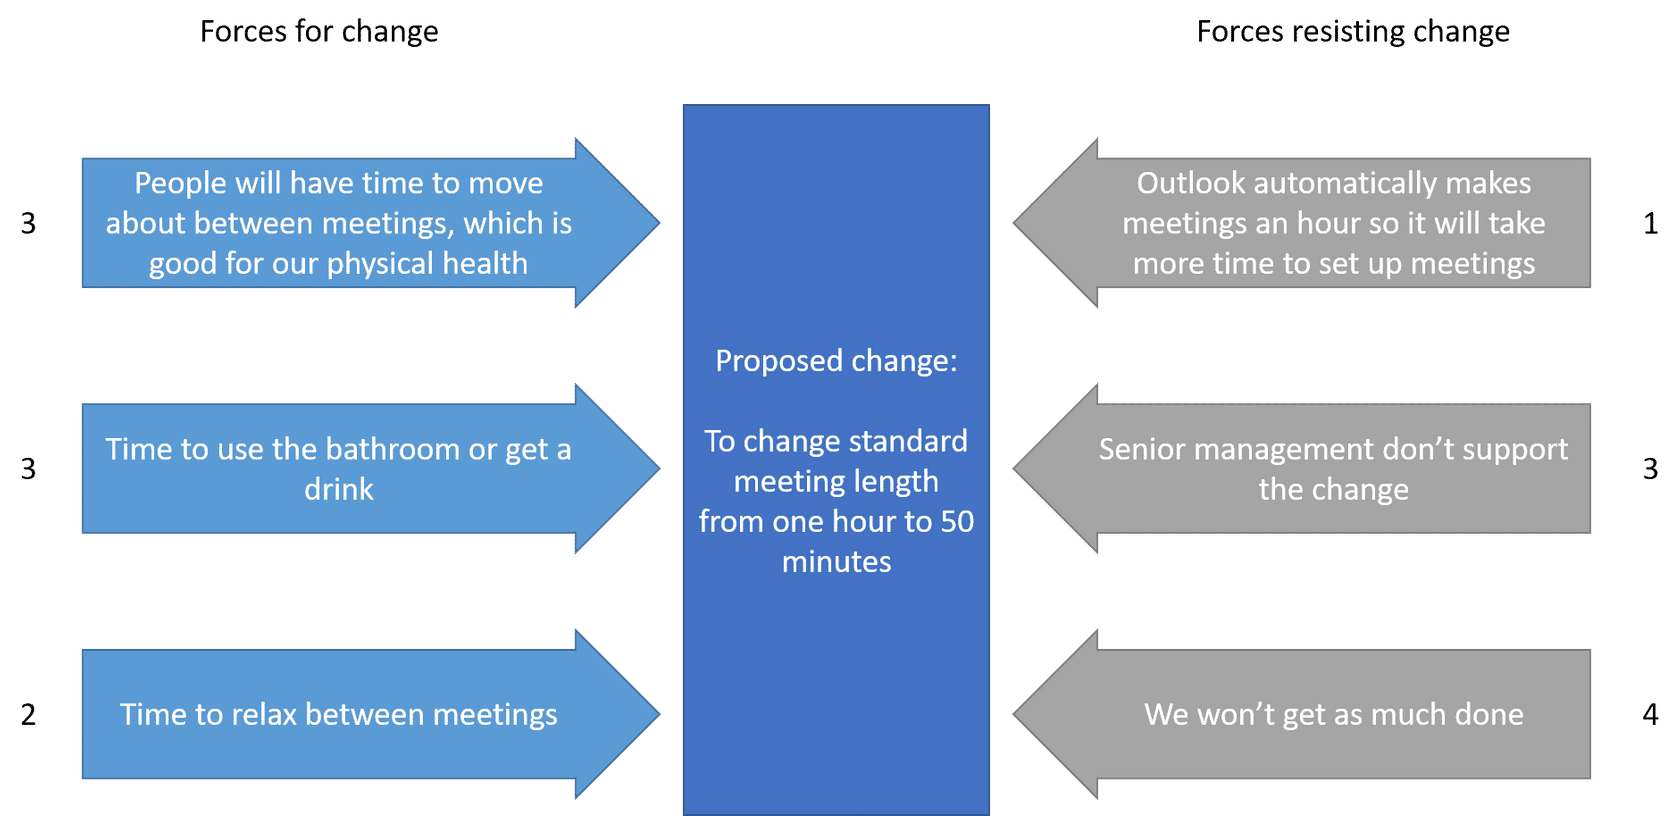 Forces for change
Forces resisting change
3
People will have time to move
about between meetings, which is
good for our physical health
3
Time to use the bathroom or get a
drink
2
Time to relax between meetings
Proposed change:
To change standard
meeting length
from one hour to 50
minutes
Outlook automatically makes
meetings an hour so it will take
more time to set up meetings
1
Senior management don’t support
the change
3
We won’t get as much done
4